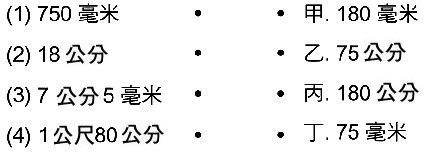 (1) 750 毫米 • • 甲. 180 毫米
(2) 18 公分 • • 乙. 75 公分
(3) 7 公分 5 毫米 • • 丙. 180 公分
(4) 1公尺80公分 • • 丁. 75 毫米